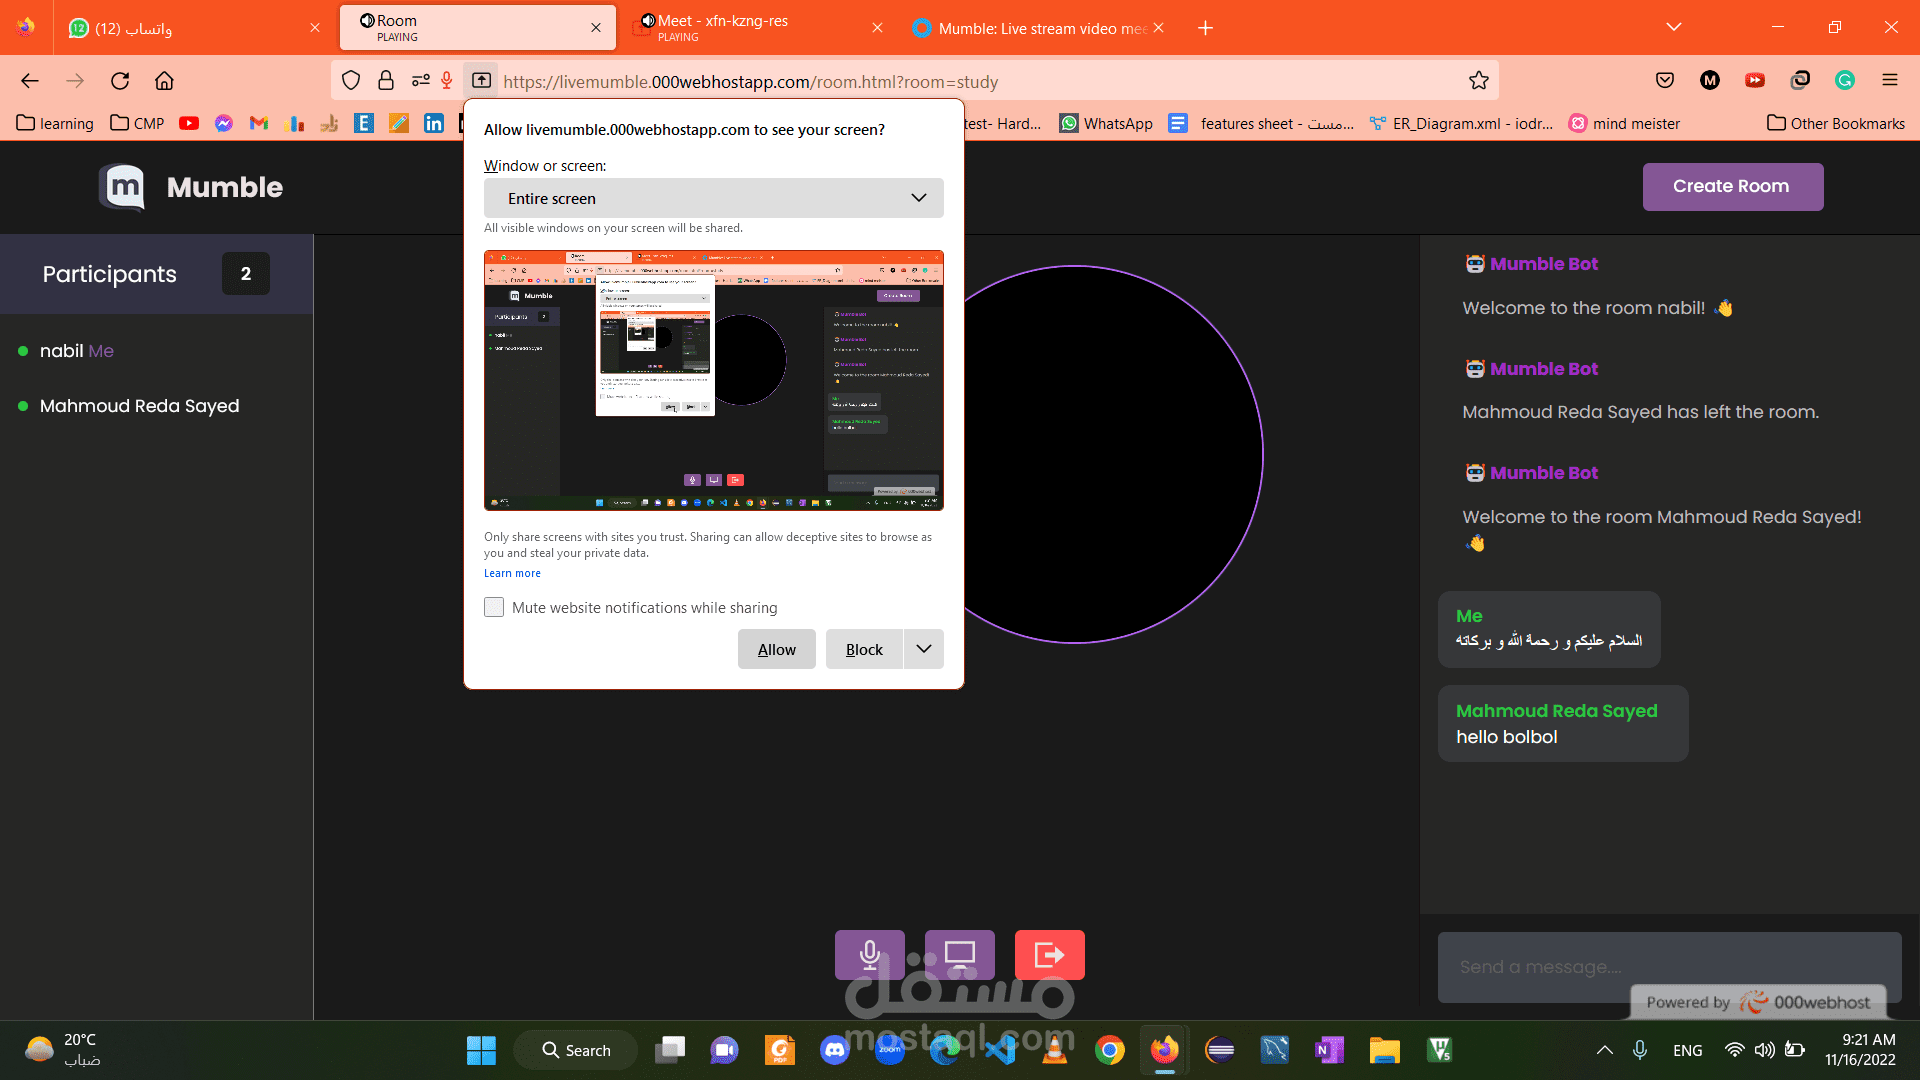 واتساب (12)
Room
PLAYING
Meet - xfn-kzng-res
PLAYING
Mumble: Live stream video mee
https://livemumble.000webhostapp.com/room.html?room=study
learning
CMP
test- Hard...
WhatsApp
features sheet - مست...
ER_Diagram.xml - iodr...
mind meister
Other Bookmarks
Allow livemumble.000webhostapp.com to see your screen?
Window or screen:
Entire screen
All visible windows on your screen will be shared.
Only share screens with sites you trust. Sharing can allow deceptive sites to browse as
you and steal your private data.
Learn more
Mute website notifications while sharing
Allow
Block
Mumble
Create Room
Participants
2
nabil Me
Mahmoud Reda Sayed
Mumble Bot
Welcome to the room nabil! 👋
Mumble Bot
Mahmoud Reda Sayed has left the room.
Mumble Bot
Welcome to the room Mahmoud Reda Sayed!
👋
Me
السلام عليكم و رحمة الله و بركاته
Mahmoud Reda Sayed
hello bolbol
Send a message....
Powered by 000webhost
مستقل
mostaql.com
20°C
ضباب
Search
zoom
ENG
9:21 AM
11/16/2022